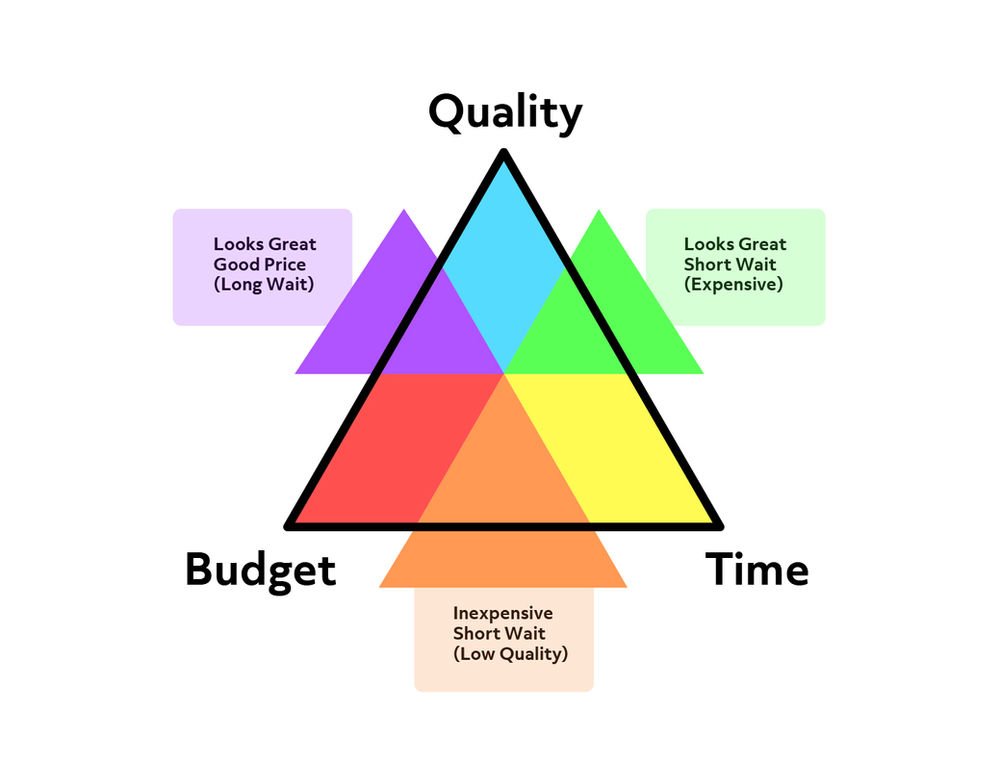 Quality
Looks Great
Good Price
(Long Wait)
Looks Great
Short Wait
(Expensive)
Budget
Time
Inexpensive
Short Wait
(Low Quality)